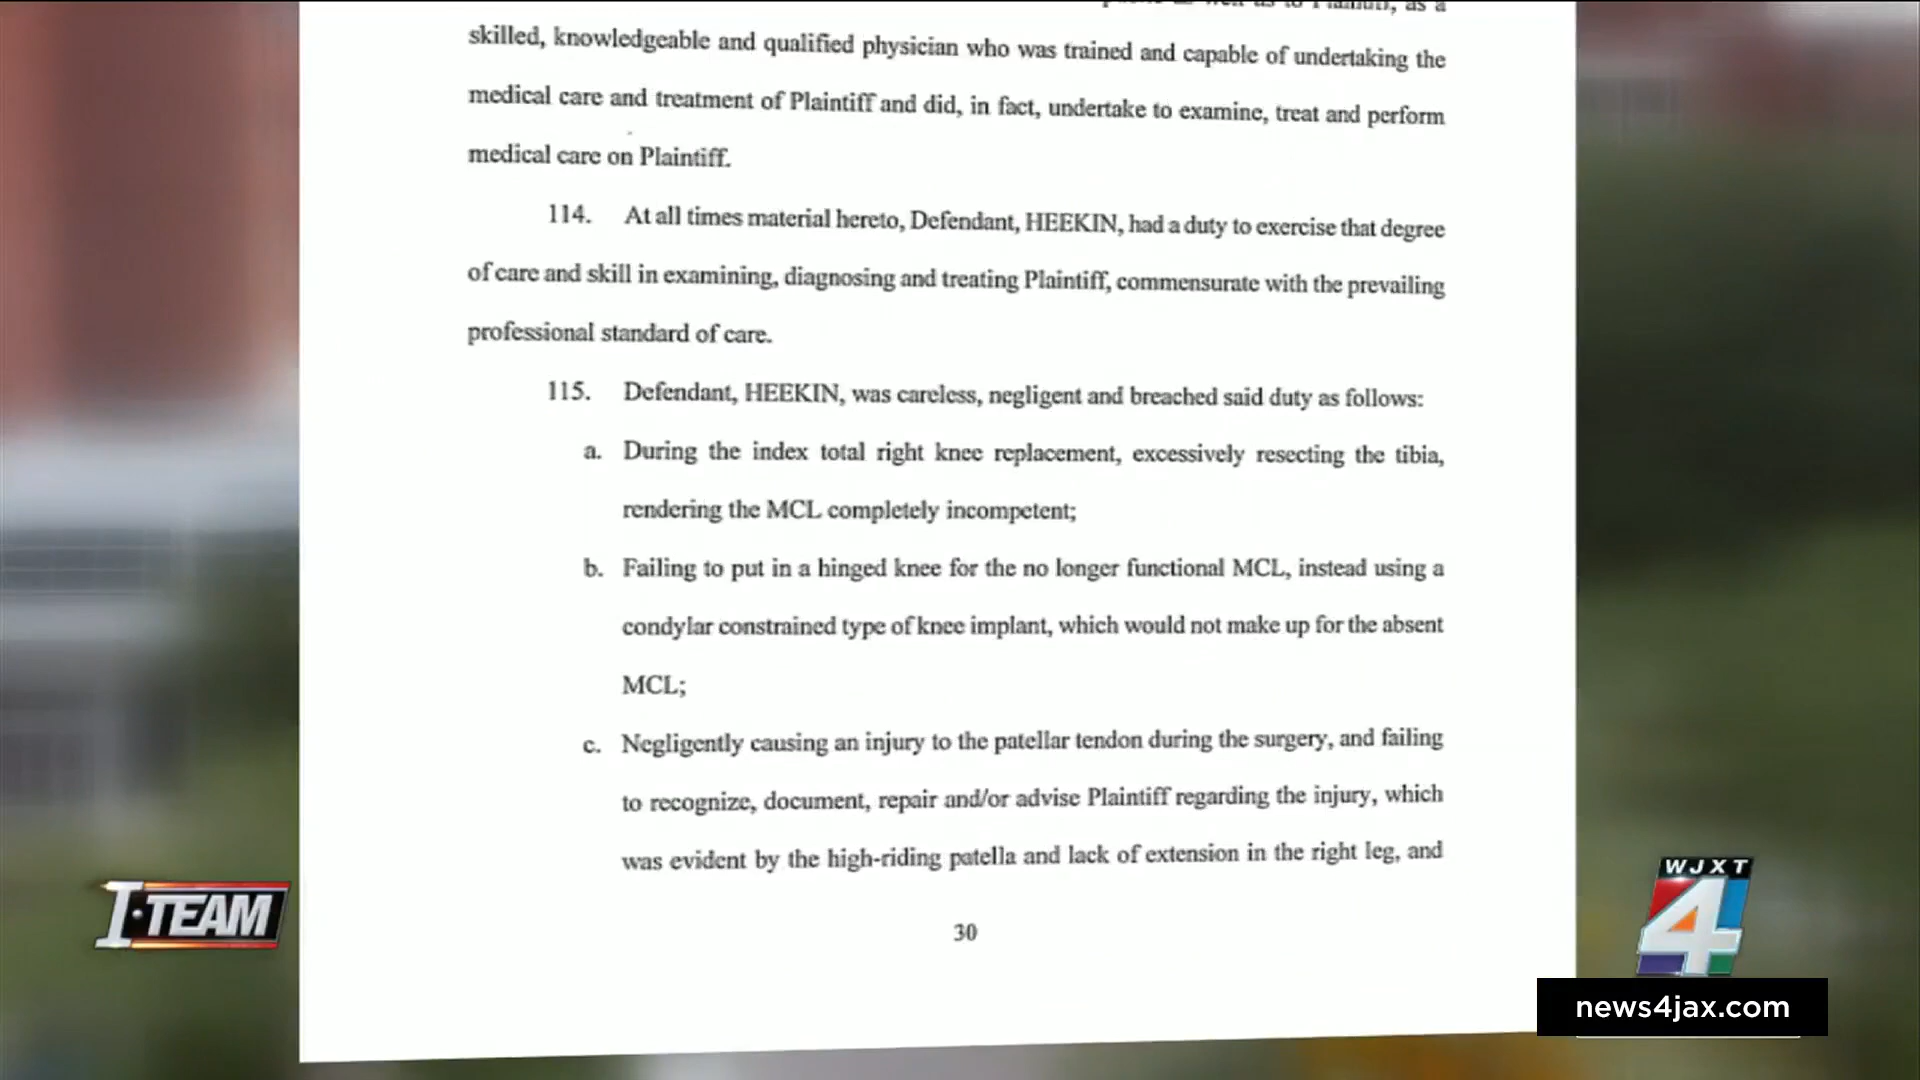 as well as to Plaintiff, as a
skilled, knowledgeable and qualified physician who was trained and capable of undertaking the
medical care and treatment of Plaintiff and did, in fact, undertake to examine, treat and perform
medical care on Plaintiff.
114. At all times material hereto, Defendant, HEEKIN, had a duty to exercise that degree
of care and skill in examining, diagnosing and treating Plaintiff, commensurate with the prevailing
professional standard of care.
115. Defendant, HEEKIN, was careless, negligent and breached said duty as follows:
a. During the index total right knee replacement, excessively resecting the tibia,
rendering the MCL completely incompetent;
b. Failing to put in a hinged knee for the no longer functional MCL, instead using a
condylar constrained type of knee implant, which would not make up for the absent
MCL;
c. Negligently causing an injury to the patellar tendon during the surgery, and failing
to recognize, document, repair and/or advise Plaintiff regarding the injury, which
was evident by the high-riding patella and lack of extension in the right leg, and
30
I-TEAM
WJXT
4
news4jax.com